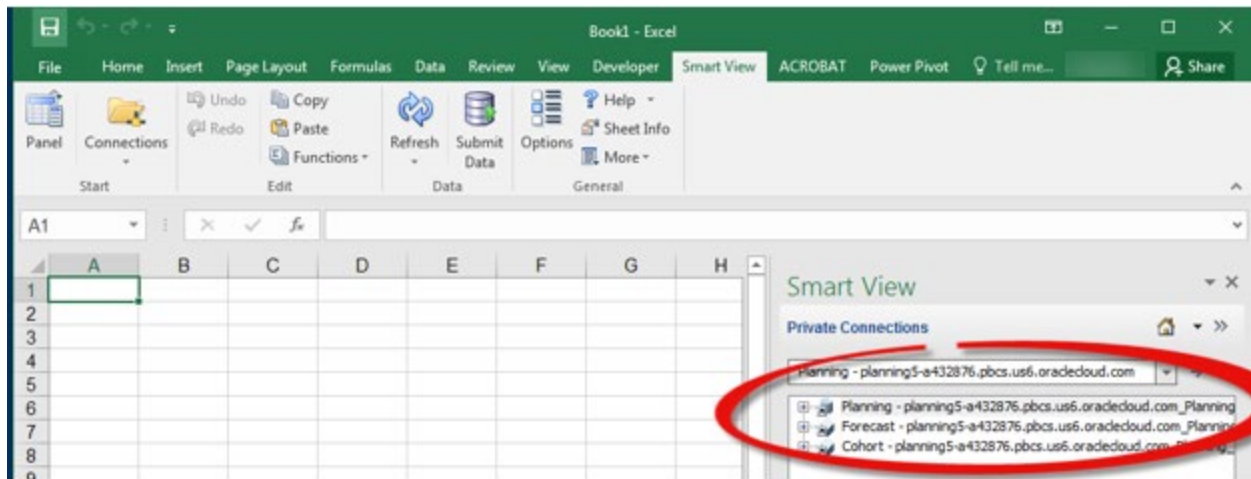 Book1 - Excel
File Home Insert Page Layout Formulas Data Review View Developer Smart View ACROBAT Power Pivot Tell me... Share
Undo Copy Help
Redo Paste Sheet Info
Panel Connections Functions Refresh Submit Data Options More
Start Edit Data General
A1 fx
A B C D E F G H
Smart View
1
2
Private Connections
3
4
Planning - planning5-a432876.pbcs.us6.oraclecloud.com
5
6 Planning - planning5-a432876.pbcs.us6.oraclecloud.com_Planning
7 Forecast - planning5-a432876.pbcs.us6.oraclecloud.com_Planning
8 Cohort - planning5-a432876.pbcs.us6.oraclecloud.com_Planning_
9